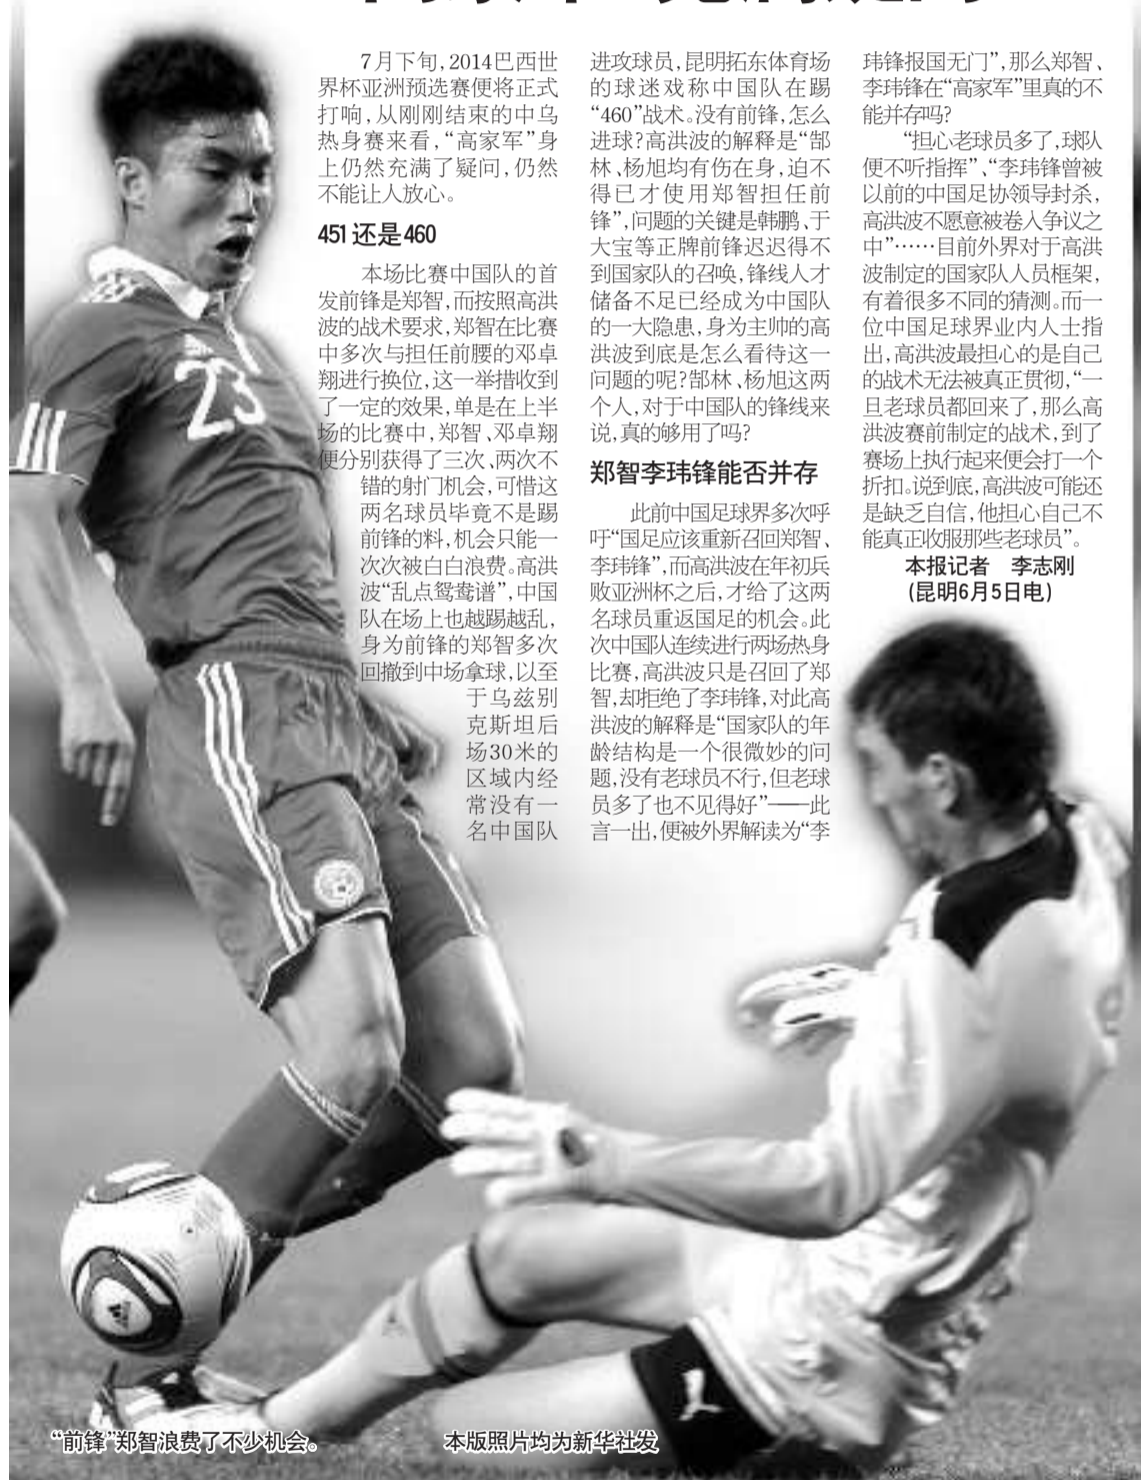 7月下旬，2014巴西世
界杯亚洲预选赛便将正式
打响，从刚刚结束的中乌
热身赛来看，“高家军”身
上仍然充满了疑问，仍然
不能让人放心。
451还是460
本场比赛中国队的首
发前锋是郑智，而按照高洪
波的战术要求，郑智在比赛
中多次与担任前腰的邓卓
翔进行换位，这一举措收到
了一定的效果，单是在上半
场的比赛中，郑智、邓卓翔
便分别获得了三次、两次不
错的射门机会，可惜这
两名球员毕竟不是踢
前锋的料，机会只能一
次次被白白浪费。高洪
波“乱点鸳鸯谱”，中国
队在场上也越踢越乱，
身为前锋的郑智多次
回撤到中场拿球，以至
于乌兹别
克斯坦后
场30米的
区域内经
常没有一
名中国队
进攻球员，昆明拓东体育场
的球迷戏称中国队在踢
“460”战术。没有前锋，怎么
进球？高洪波的解释是“郜
林、杨旭均有伤在身，迫不
得已才使用郑智担任前
锋”，问题的关键是韩鹏、于
大宝等正牌前锋迟迟得不
到国家队的召唤，锋线人才
储备不足已经成为中国队
的一大隐患，身为主帅的高
洪波到底是怎么看待这一
问题的呢？郜林、杨旭这两
个人，对于中国队的锋线来
说，真的够用了吗？
郑智李玮锋能否并存
此前中国足球界多次呼
吁“国足应该重新召回郑智、
李玮锋”，而高洪波在年初兵
败亚洲杯之后，才给了这两
名球员重返国足的机会。此
次中国队连续进行两场热身
比赛，高洪波只是召回了郑
智，却拒绝了李玮锋，对此高
洪波的解释是“国家队的年
龄结构是一个很微妙的问
题，没有老球员不行，但老球
员多了也不见得好”——此
言一出，便被外界解读为“李
玮锋报国无门”，那么郑智、
李玮锋在“高家军”里真的不
能并存吗？
“担心老球员多了，球队
便不听指挥”、“李玮锋曾被
以前的中国足协领导封杀，
高洪波不愿意被卷入争议之
中”……目前外界对于高洪
波制定的国家队人员框架，
有着很多不同的猜测。而一
位中国足球界业内人士指
出，高洪波最担心的是自己
的战术无法被真正贯彻，“一
旦老球员都回来了，那么高
洪波赛前制定的战术，到了
赛场上执行起来便会打一个
折扣。说到底，高洪波可能还
是缺乏自信，他担心自己不
能真正收服那些老球员”。
本报记者 李志刚
（昆明6月5日电）
23
“前锋”郑智浪费了不少机会。
本版照片均为新华社发